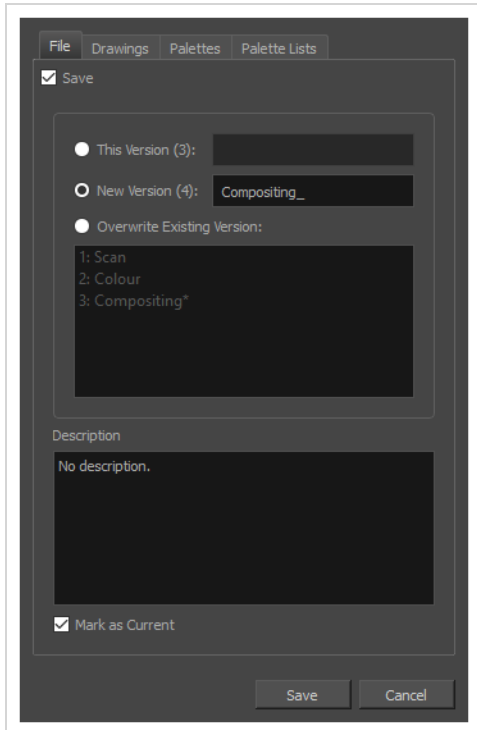 File Drawings Palettes Palette Lists
Save
This Version (3):
New Version (4): Compositing_
Overwrite Existing Version:
1: Scan
2: Colour
3: Compositing*
Description
No description.
Mark as Current
Save Cancel